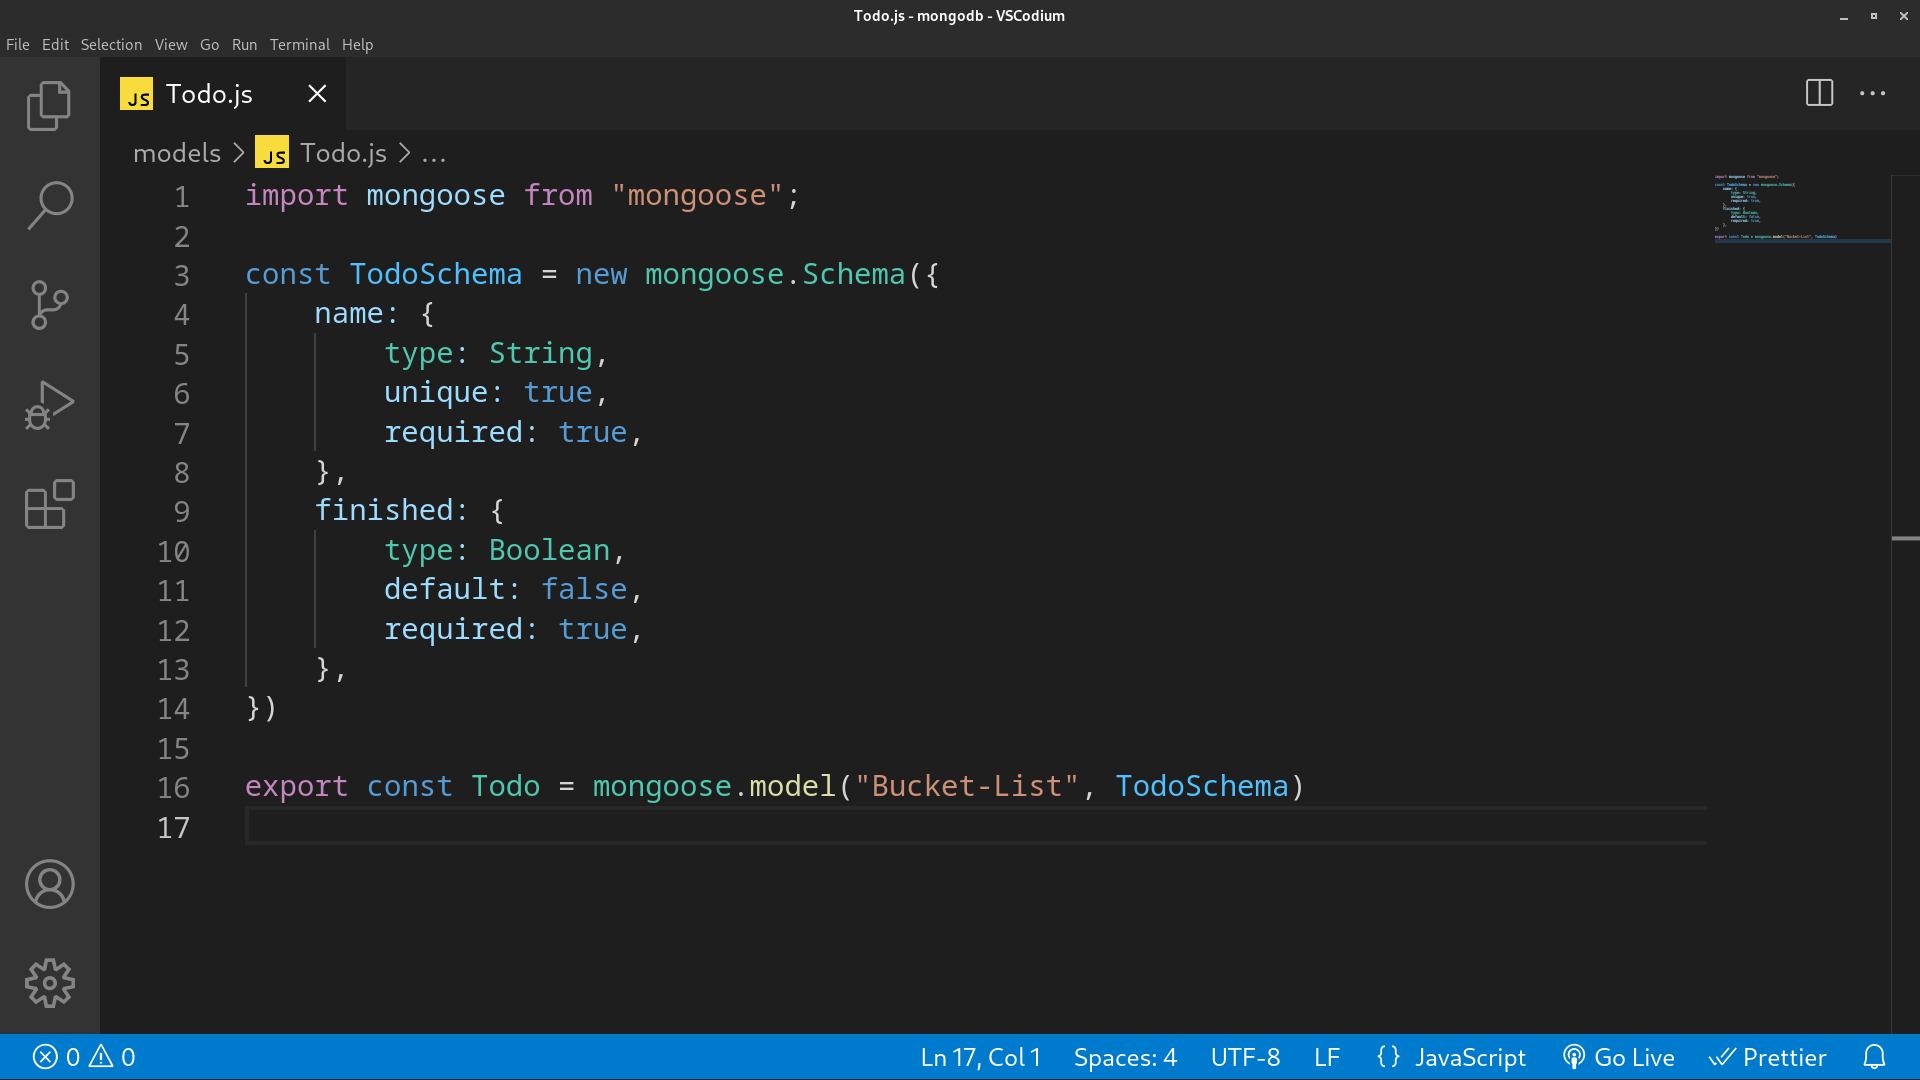 Todo.js - mongodb - VSCodium
File Edit Selection View Go Run Terminal Help
JS Todo.js
models > JS Todo.js > ...
1 import mongoose from "mongoose";
2
3 const TodoSchema = new mongoose.Schema({
4     name: {
5         type: String,
6         unique: true,
7         required: true,
8     },
9     finished: {
10         type: Boolean,
11         default: false,
12         required: true,
13     },
14 })
15
16 export const Todo = mongoose.model("Bucket-List", TodoSchema)
17
0 0 Ln 17, Col 1 Spaces: 4 UTF-8 LF {} JavaScript Go Live Prettier